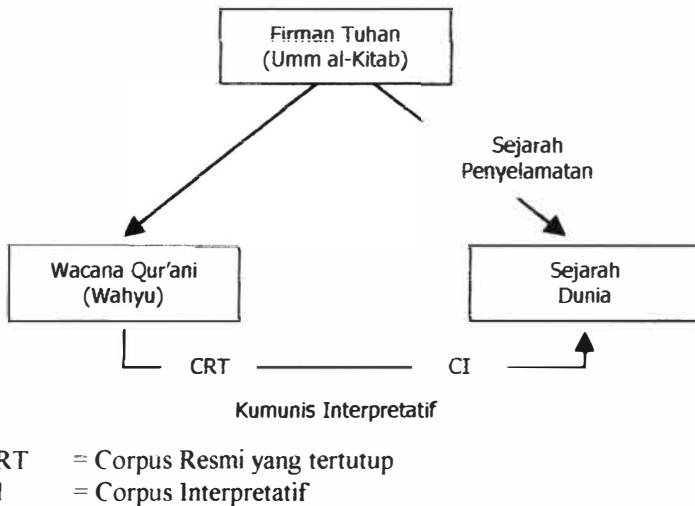 Firman Tuhan
(Umm al-Kitab)
Sejarah
Penyelamatan
Wacana Qur'ani
(Wahyu)
Sejarah
Dunia
CRT
CI
Kumunis Interpretatif
RT = Corpus Resmi yang tertutup
= Corpus Interpretatif